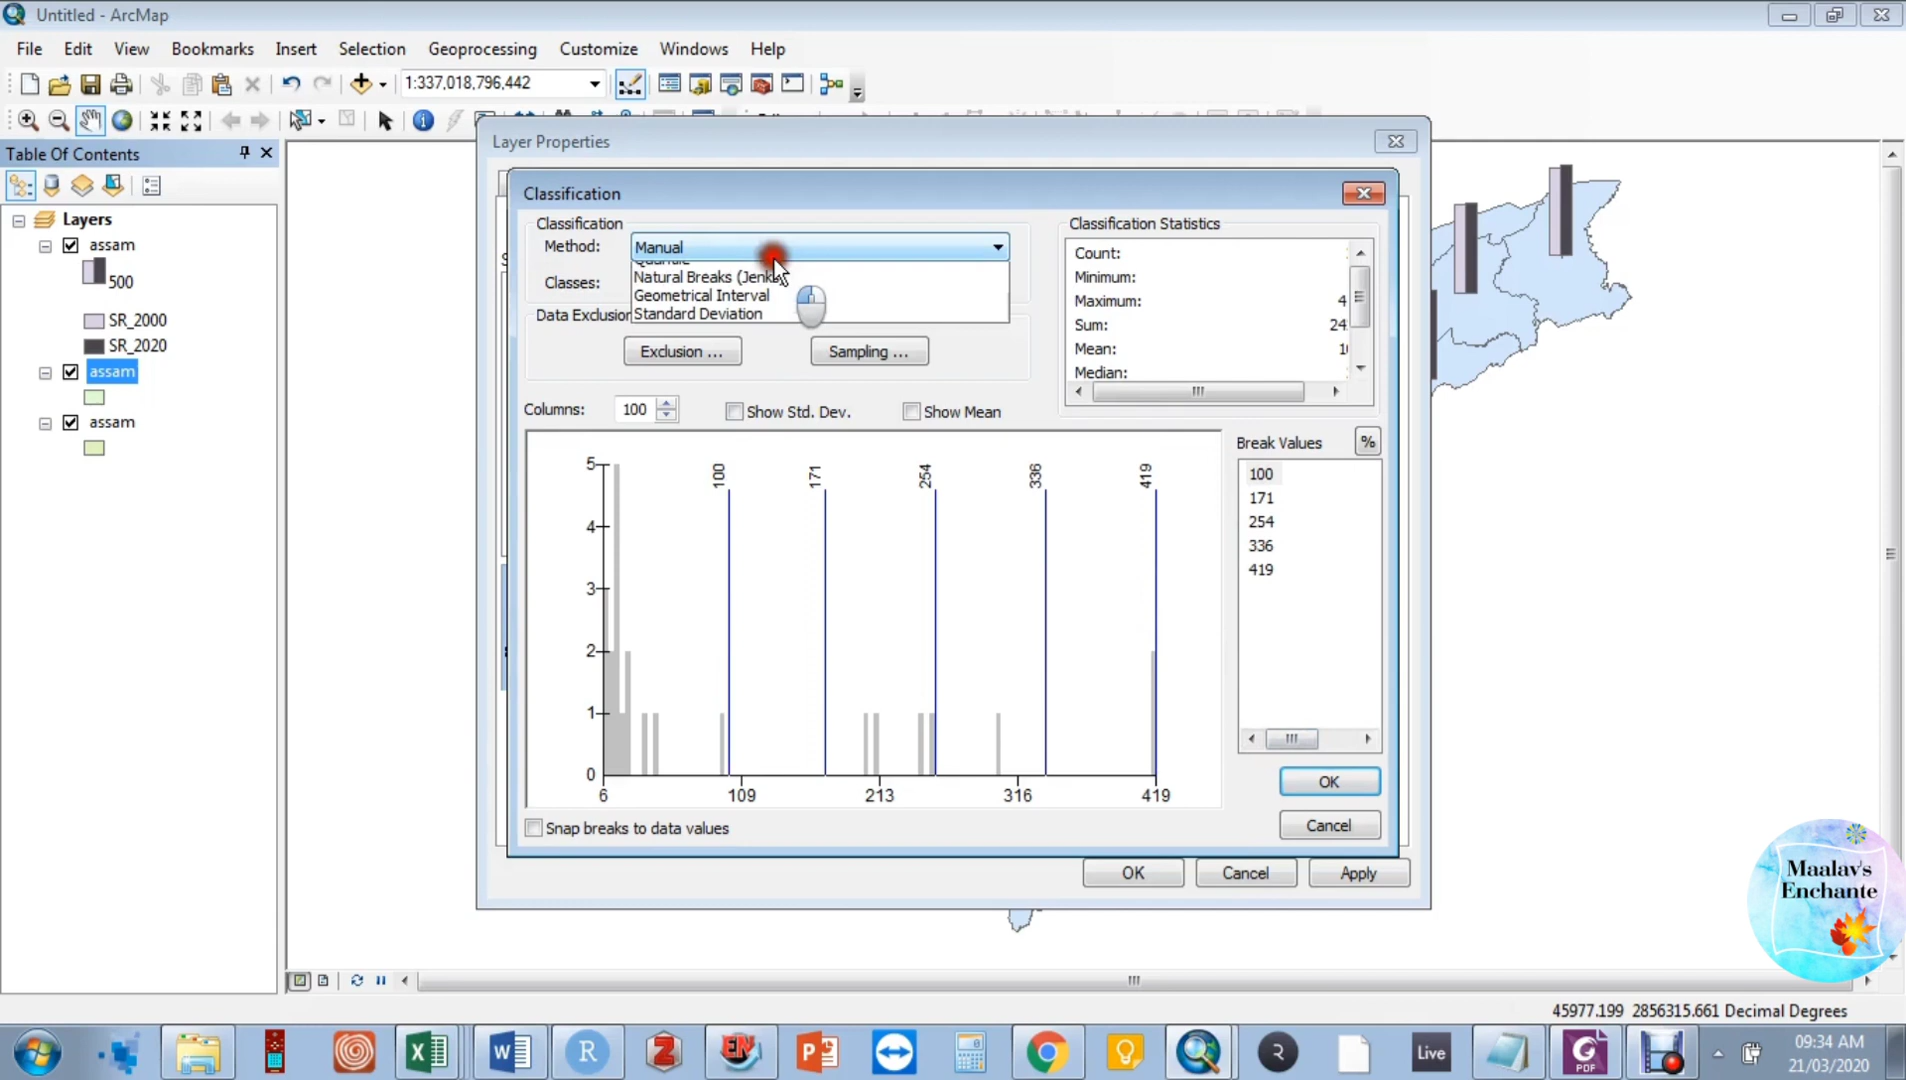 Untitled - ArcMap
File Edit View Bookmarks Insert Selection Geoprocessing Customize Windows Help
1:337,018,796,442
Table Of Contents
Layers
assam
500
SR_2000
SR_2020
assam
assam
Layer Properties
Classification
Classification
Method: Manual
Natural Breaks (Jenk
Geometrical Interval
Standard Deviation
Classes:
Data Exclusion
Exclusion ... Sampling ...
Classification Statistics
Count:
Minimum:
Maximum: 4
Sum: 24
Mean:
Median:
Columns: 100 Show Std. Dev. Show Mean
Break Values %
100
171
254
336
419
100 171 254 336 419
5
4
3
2
1
0
6 109 213 316 419
Snap breaks to data values
OK
Cancel
OK Cancel Apply
Maalav's
Enchante
45977.199 2856315.661 Decimal Degrees
Live
PDF
09:34 AM
21/03/2020